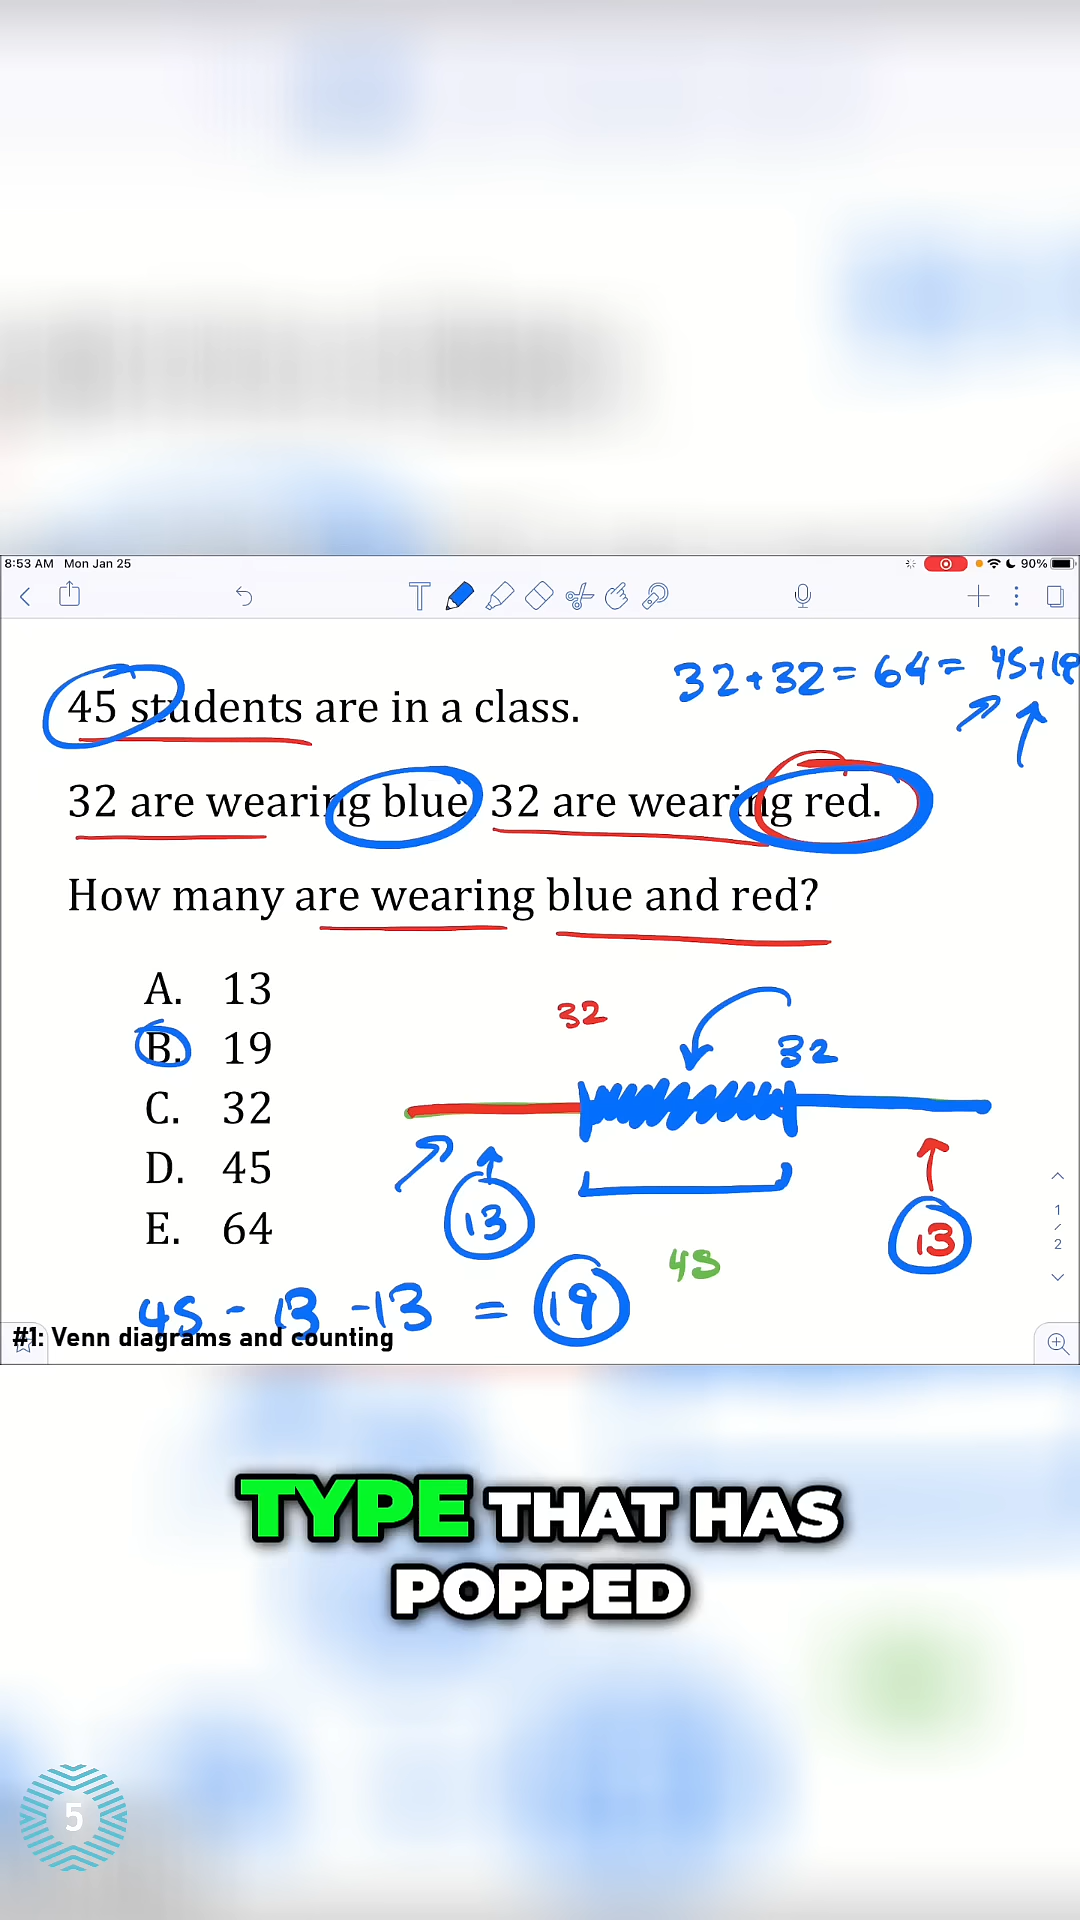 8:53 AM Mon Jan 25
90%
32+32 = 64 = 45+19
45 students are in a class.
32 are wearing blue 32 are wearing red.
How many are wearing blue and red?
A. 13
B. 19
C. 32
D. 45
E. 64
32
32
13
13
45
45 - 13 - 13 = 19
#1: Venn diagrams and counting
1
/
2
TYPE THAT HAS
POPPED
5